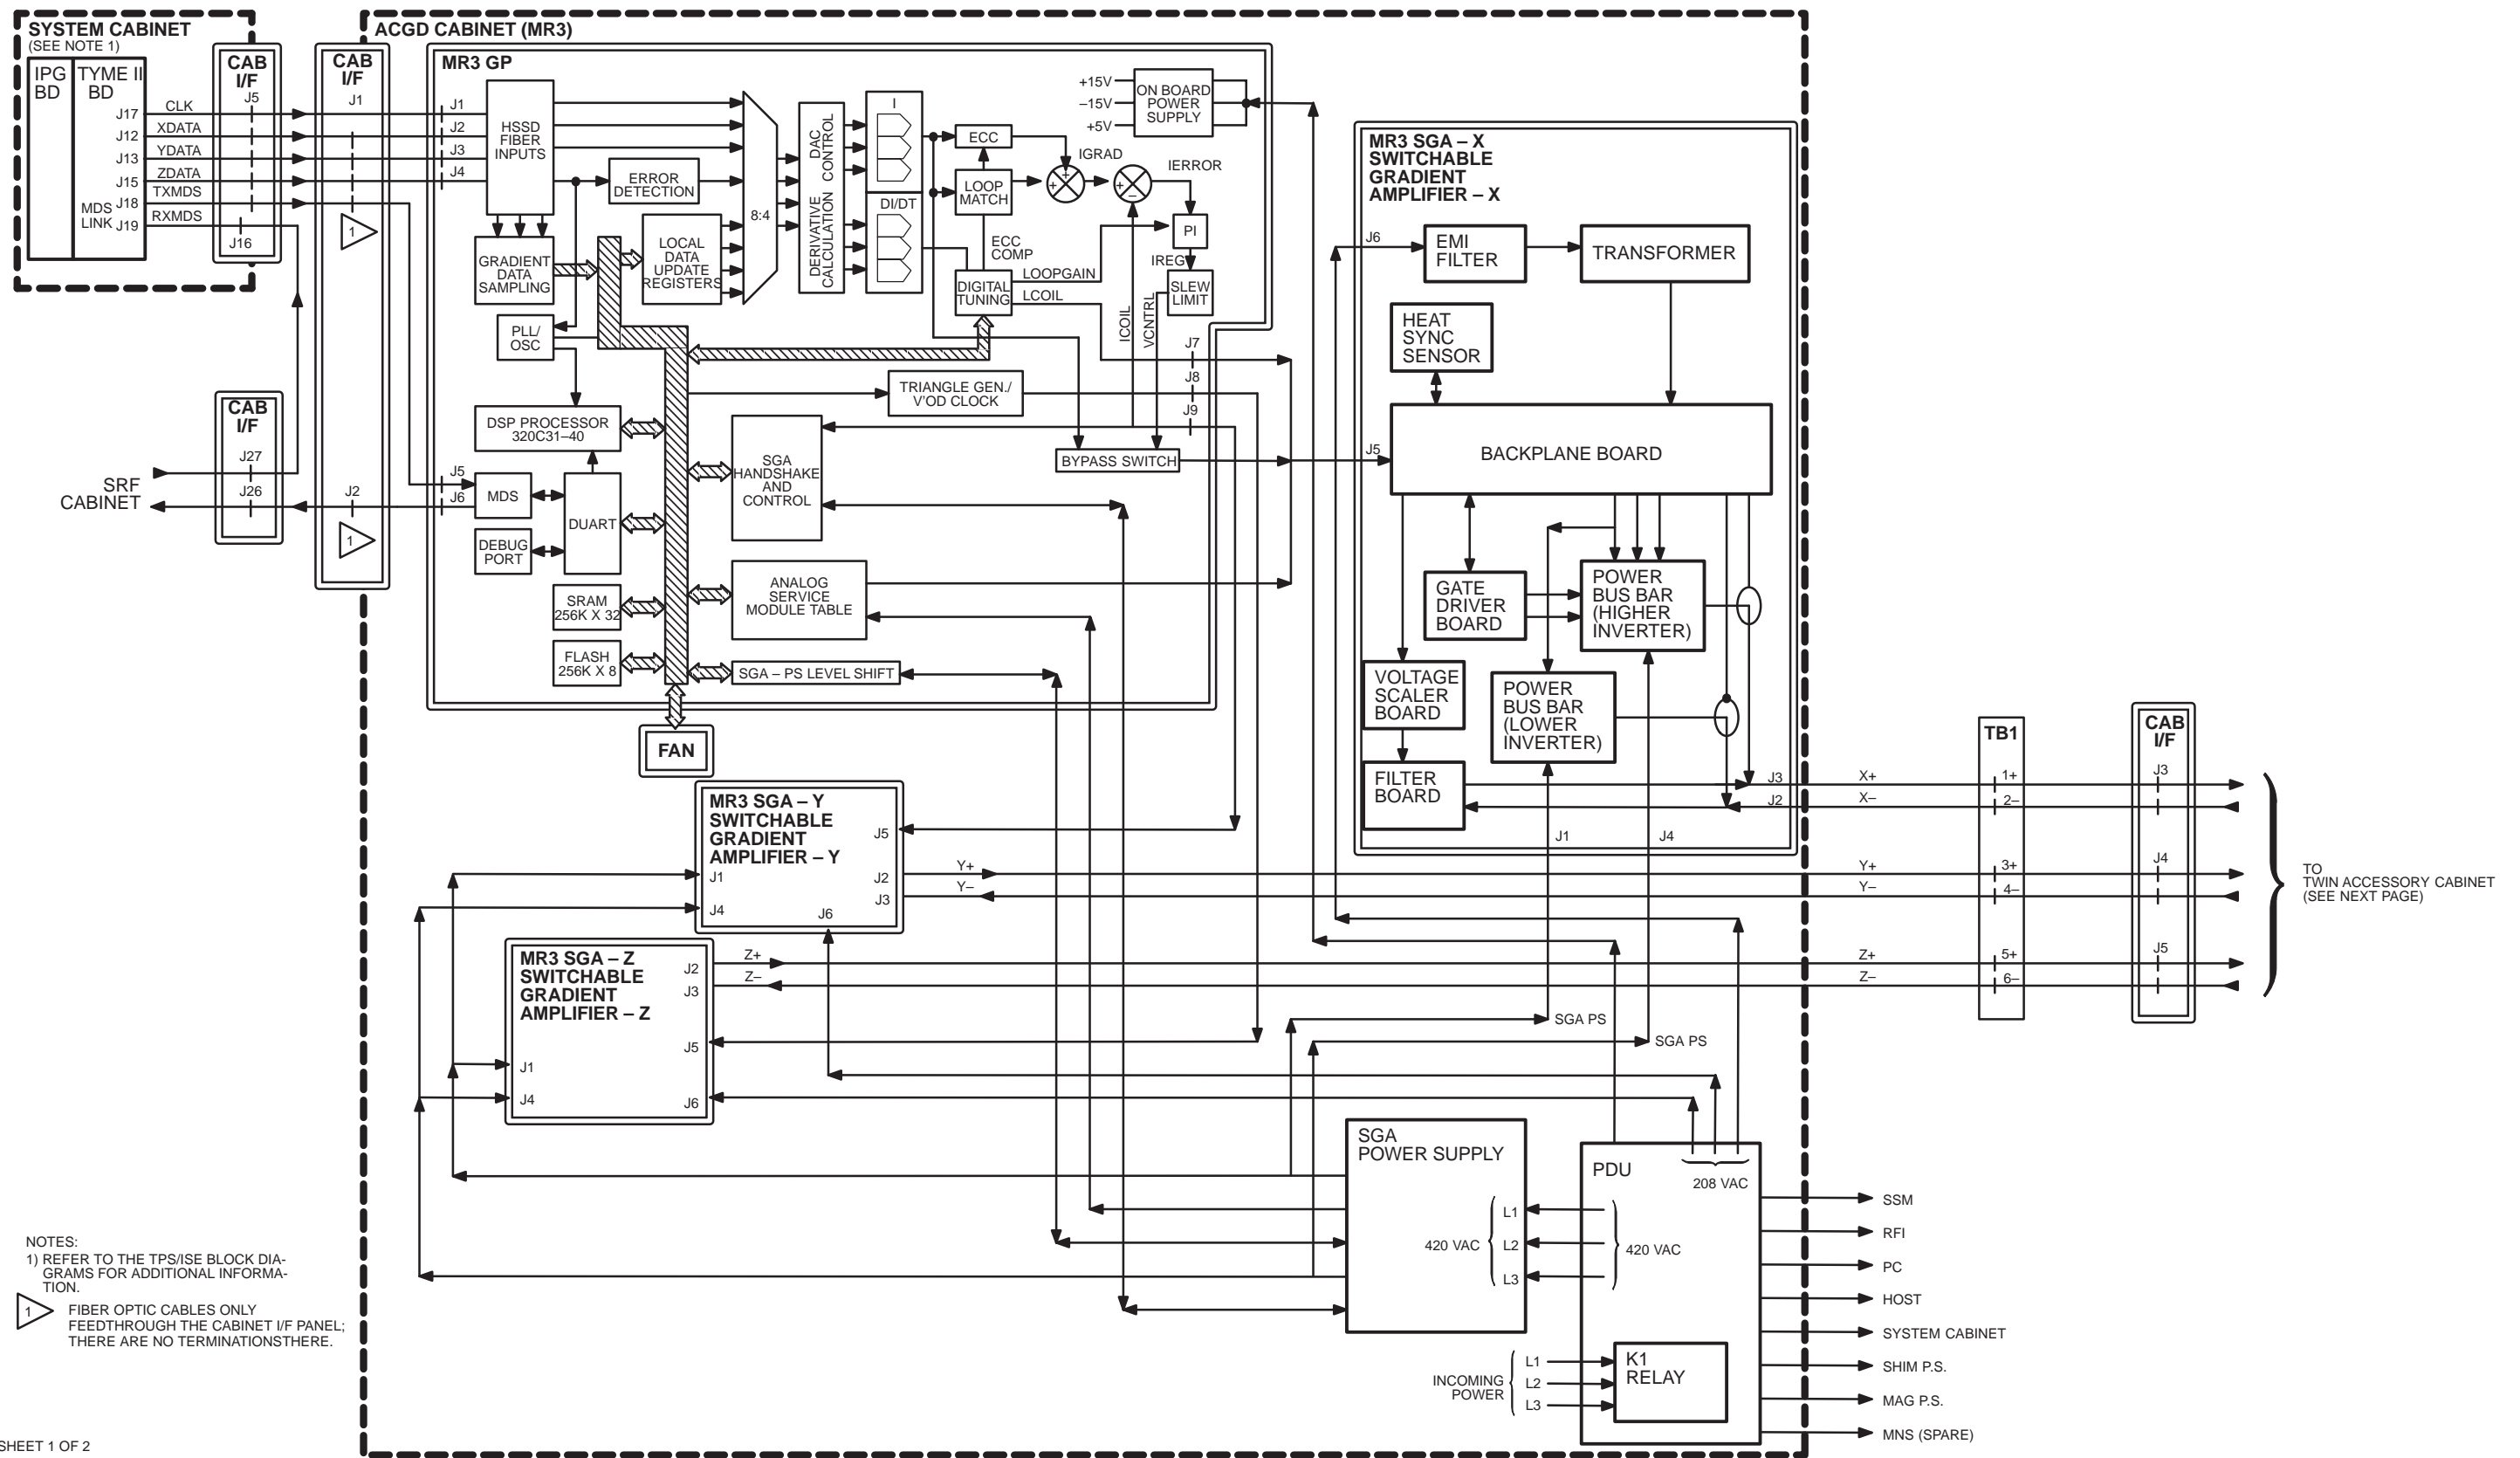 SYSTEM CABINET
(SEE NOTE 1)
IPG
BD
TYME II
BD
J17
J12
J13
J15
J18
J19
MDS
LINK
CLK
XDATA
YDATA
ZDATA
TXMDS
RXMDS
CAB
I/F
J5
J16
ACGD CABINET (MR3)
CAB
I/F
J1
1
J2
1
CAB
I/F
J27
J26
SRF
CABINET
MR3 GP
J1
J2
J3
J4
HSSD
FIBER
INPUTS
ERROR
DETECTION
GRADIENT
DATA
SAMPLING
LOCAL
DATA
UPDATE
REGISTERS
8:4
DERIVATIVE
CALCULATION
DAC
CONTROL
I
DI/DT
ECC
LOOP
MATCH
ECC
COMP
DIGITAL
TUNING
LOOPGAIN
LCOIL
IGRAD
+
+
+
–
IERROR
PI
IREG
SLEW
LIMIT
ICOIL
VCNTRL
+15V
–15V
+5V
ON BOARD
POWER
SUPPLY
PLL/
OSC
J7
J8
J9
TRIANGLE GEN./
V'OD CLOCK
BYPASS SWITCH
DSP PROCESSOR
320C31–40
SGA
HANDSHAKE
AND
CONTROL
J5
J6
MDS
DUART
DEBUG
PORT
SRAM
256K X 32
FLASH
256K X 8
ANALOG
SERVICE
MODULE TABLE
SGA – PS LEVEL SHIFT
FAN
MR3 SGA – X
SWITCHABLE
GRADIENT
AMPLIFIER – X
J6
EMI
FILTER
TRANSFORMER
HEAT
SYNC
SENSOR
J5
BACKPLANE BOARD
GATE
DRIVER
BOARD
POWER
BUS BAR
(HIGHER
INVERTER)
VOLTAGE
SCALER
BOARD
POWER
BUS BAR
(LOWER
INVERTER)
FILTER
BOARD
J3
J2
J1
J4
X+
X–
TB1
1+
2–
3+
4–
5+
6–
CAB
I/F
J3
J4
J5
Y+
Y–
Z+
Z–
TO
TWIN ACCESSORY CABINET
(SEE NEXT PAGE)
MR3 SGA – Y
SWITCHABLE
GRADIENT
AMPLIFIER – Y
J5
J1
J2
J3
J4
J6
Y+
Y–
MR3 SGA – Z
SWITCHABLE
GRADIENT
AMPLIFIER – Z
J2
J3
J5
J1
J4
J6
Z+
Z–
SGA PS
SGA PS
SGA
POWER SUPPLY
420 VAC
L1
L2
L3
PDU
208 VAC
420 VAC
INCOMING
POWER
L1
L2
L3
K1
RELAY
SSM
RFI
PC
HOST
SYSTEM CABINET
SHIM P.S.
MAG P.S.
MNS (SPARE)
NOTES:
1) REFER TO THE TPS/ISE BLOCK DIA-
GRAMS FOR ADDITIONAL INFORMA-
TION.
1
FIBER OPTIC CABLES ONLY
FEEDTHROUGH THE CABINET I/F PANEL;
THERE ARE NO TERMINATIONSTHERE.
SHEET 1 OF 2